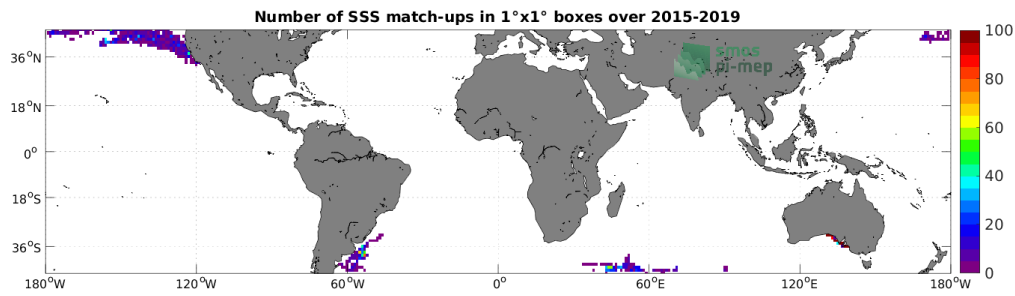 Number of SSS match-ups in 1°x1° boxes over 2015-2019
smos
pi-mep
36°N
18°N
0°
18°S
36°S
180°W 120°W 60°W 0° 60°E 120°E 180°W
100
80
60
40
20
0